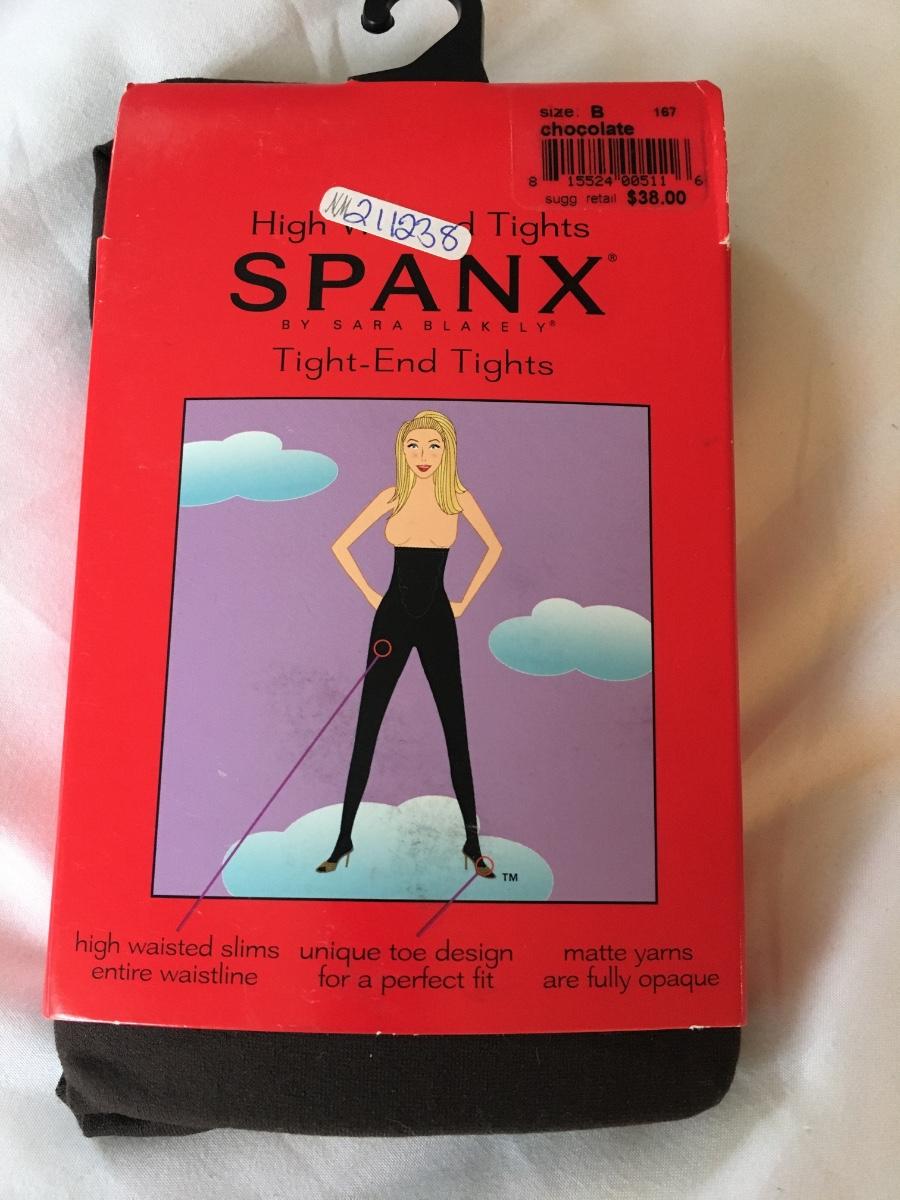 size: B 167
chocolate
8 15524 00511 6
sugg retail $38.00
NM211238
High W d Tights
SPANX®
BY SARA BLAKELY®
Tight-End Tights
TM
high waisted slims
entire waistline
unique toe design
for a perfect fit
matte yarns
are fully opaque